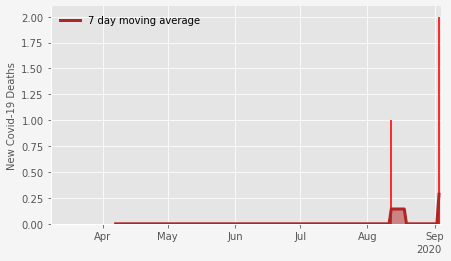 7 day moving average
New Covid-19 Deaths
2.00
1.75
1.50
1.25
1.00
0.75
0.50
0.25
0.00
Apr
May
Jun
Jul
Aug
Sep
2020